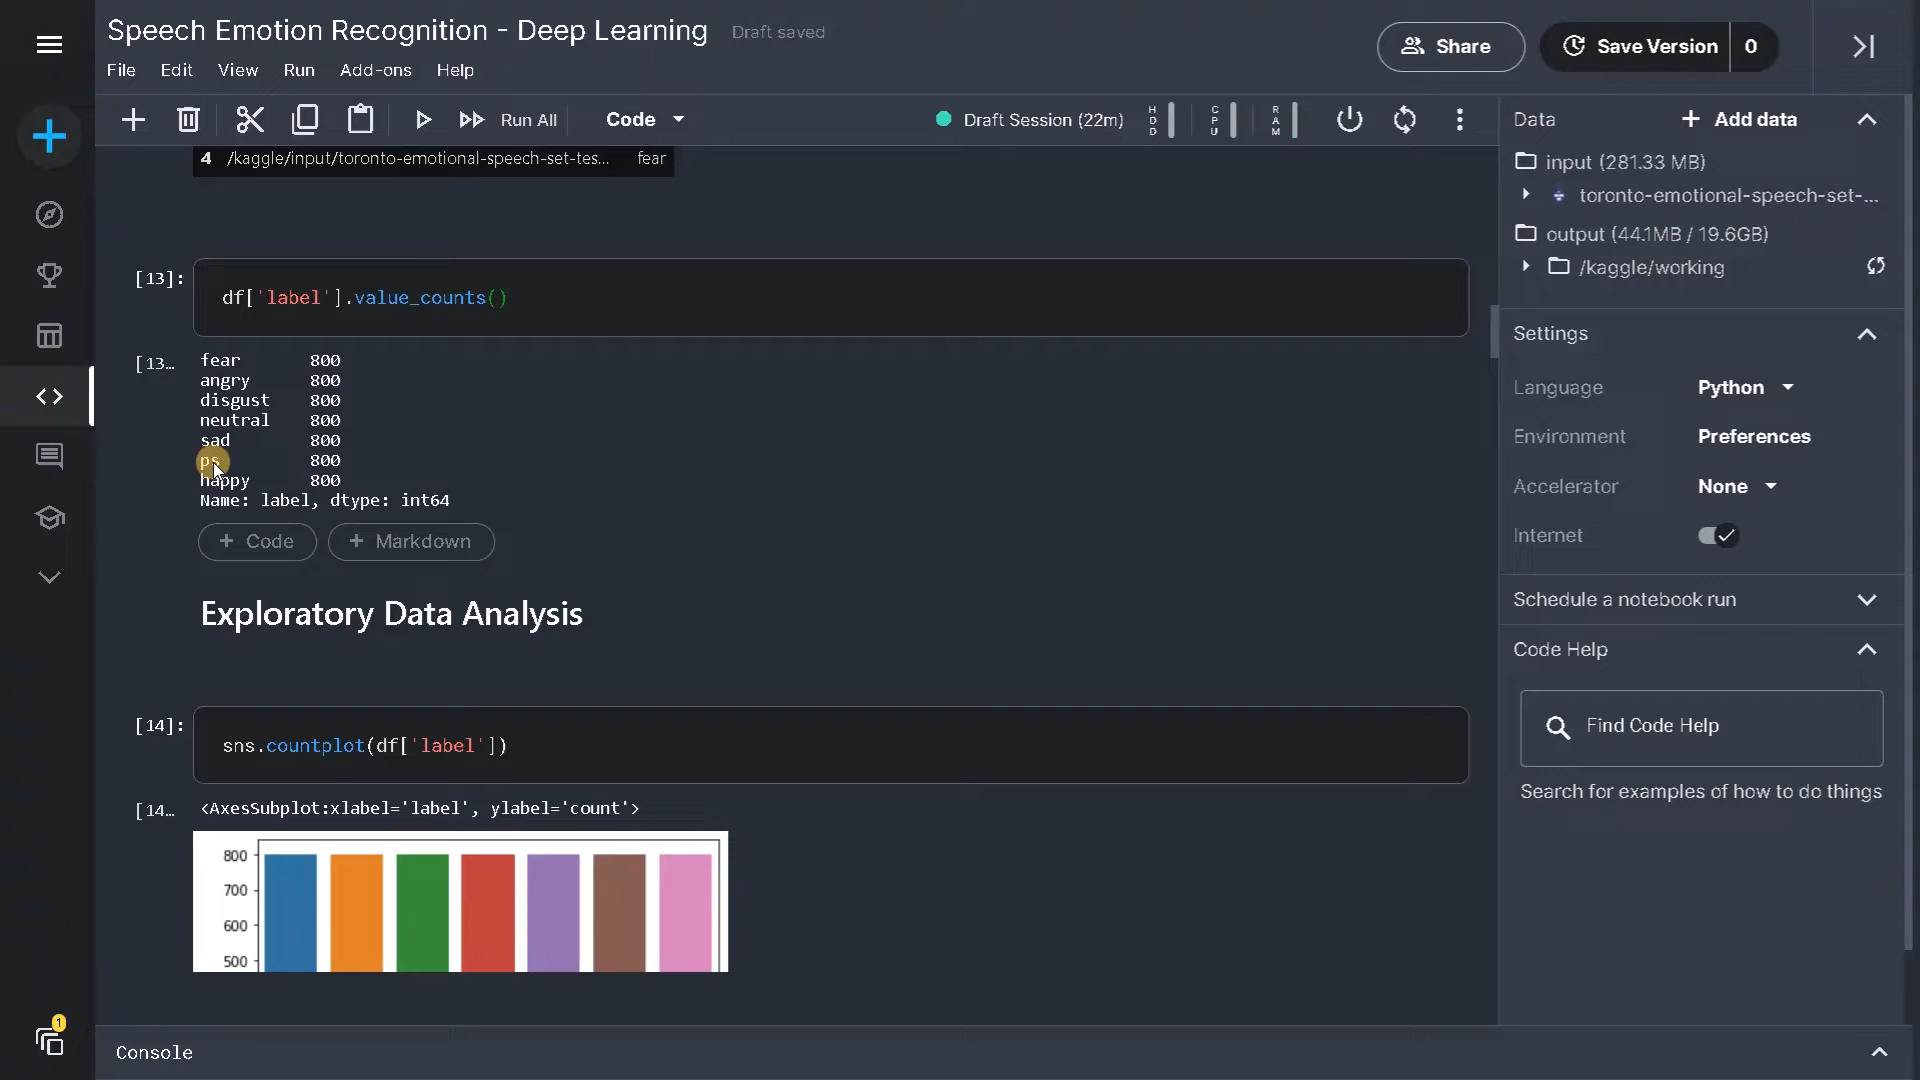 Speech Emotion Recognition - Deep Learning Draft saved
Share
Save Version 0
File Edit View Run Add-ons Help
Run All
Code
Draft Session (22m)
HDD
CPU
RAM
Data
Add data
4 /kaggle/input/toronto-emotional-speech-set-tes... fear
input (281.33 MB)
toronto-emotional-speech-set-...
output (44.1MB / 19.6GB)
/kaggle/working
[13]:
df['label'].value_counts()
[13...
fear 800
angry 800
disgust 800
neutral 800
sad 800
ps 800
happy 800
Name: label, dtype: int64
+ Code
+ Markdown
Exploratory Data Analysis
[14]:
sns.countplot(df['label'])
[14...
<AxesSubplot:xlabel='label', ylabel='count'>
800
700
600
500
Settings
Language Python
Environment Preferences
Accelerator None
Internet
Schedule a notebook run
Code Help
Find Code Help
Search for examples of how to do things
1
Console